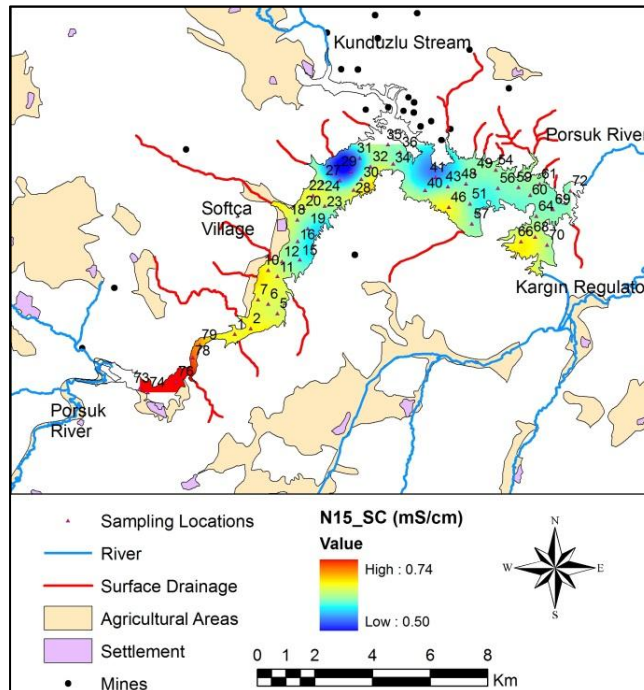 Kunduzlu Stream
35
36
Porsuk River
31
32
34
29
30
27
28
41
40
43 48
49 54
56 59
61
60
72
51
46
57
64
69
68
66
70
22 24
20 23
18
19
16
15
12
Softça
Village
10
11
7
6
5
2
1
79
78
76
73
74
Kargın Regulato
Porsuk
River
Sampling Locations
River
Surface Drainage
Agricultural Areas
Settlement
Mines
N15_SC (mS/cm)
Value
High : 0.74
Low : 0.50
N
W
E
S
0 1 2 4 6 8
Km